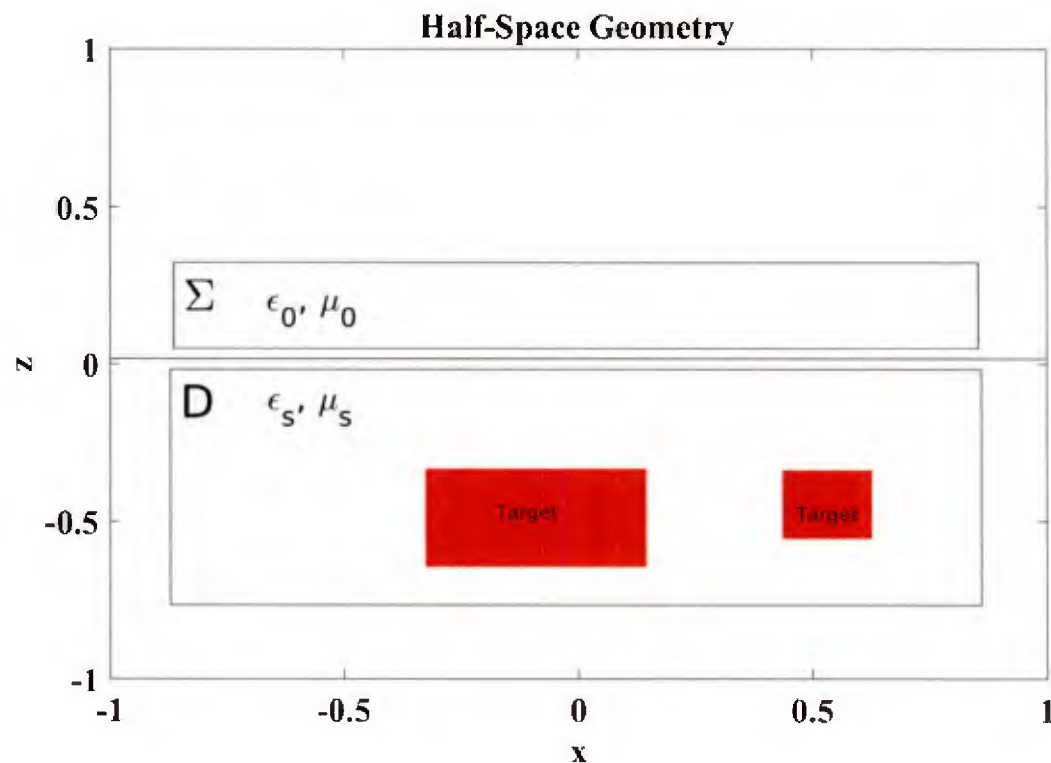 Half-Space Geometry
1
0.5
Σ ϵ₀, μ₀
z
0
D ϵₛ, μₛ
Target Target
-0.5
-1
-1 -0.5 0 0.5 1
x